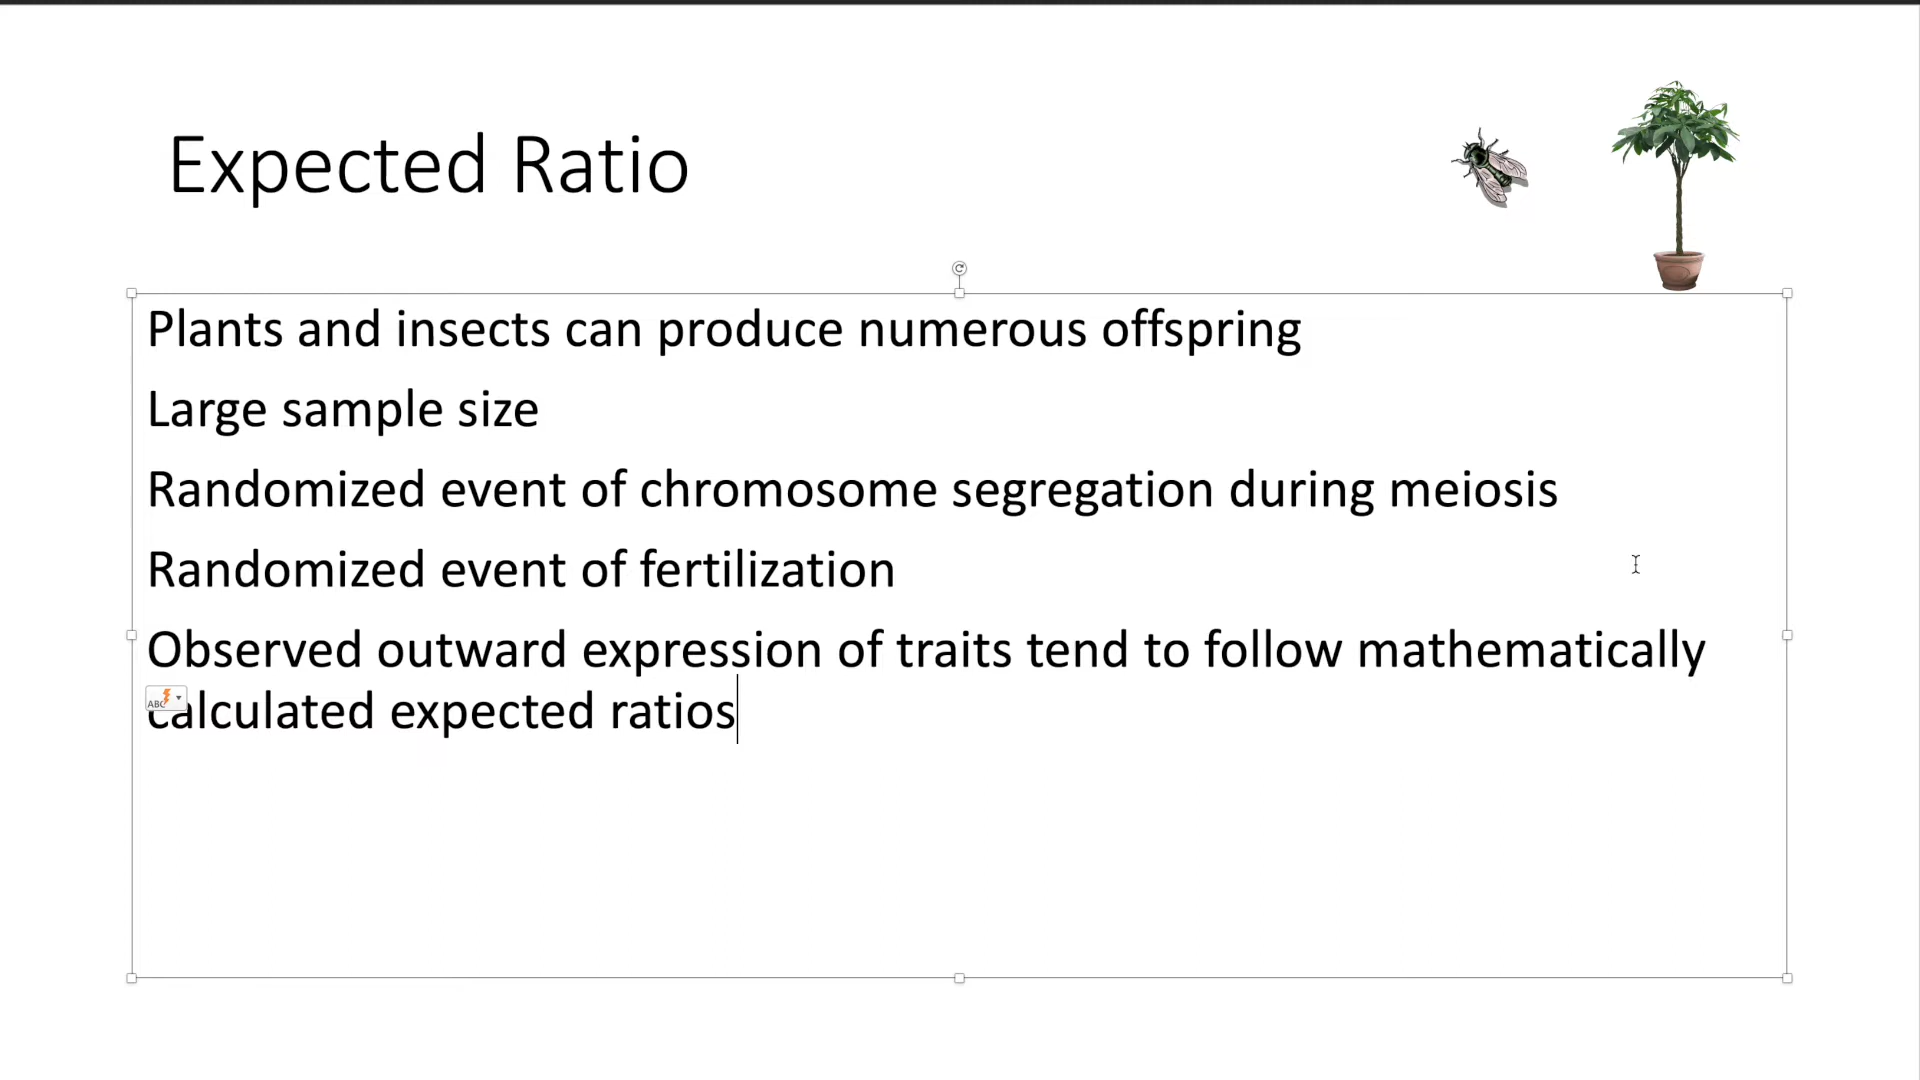 Expected Ratio
Plants and insects can produce numerous offspring
Large sample size
Randomized event of chromosome segregation during meiosis
Randomized event of fertilization
Observed outward expression of traits tend to follow mathematically
calculated expected ratios
ABC